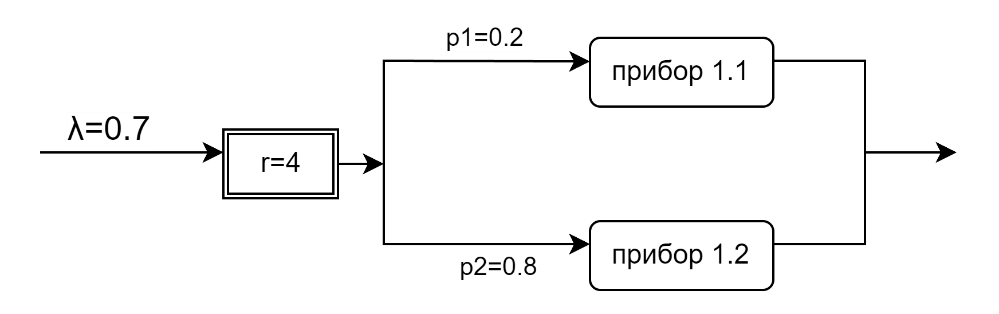 p1=0.2
прибор 1.1
λ=0.7
r=4
p2=0.8
прибор 1.2